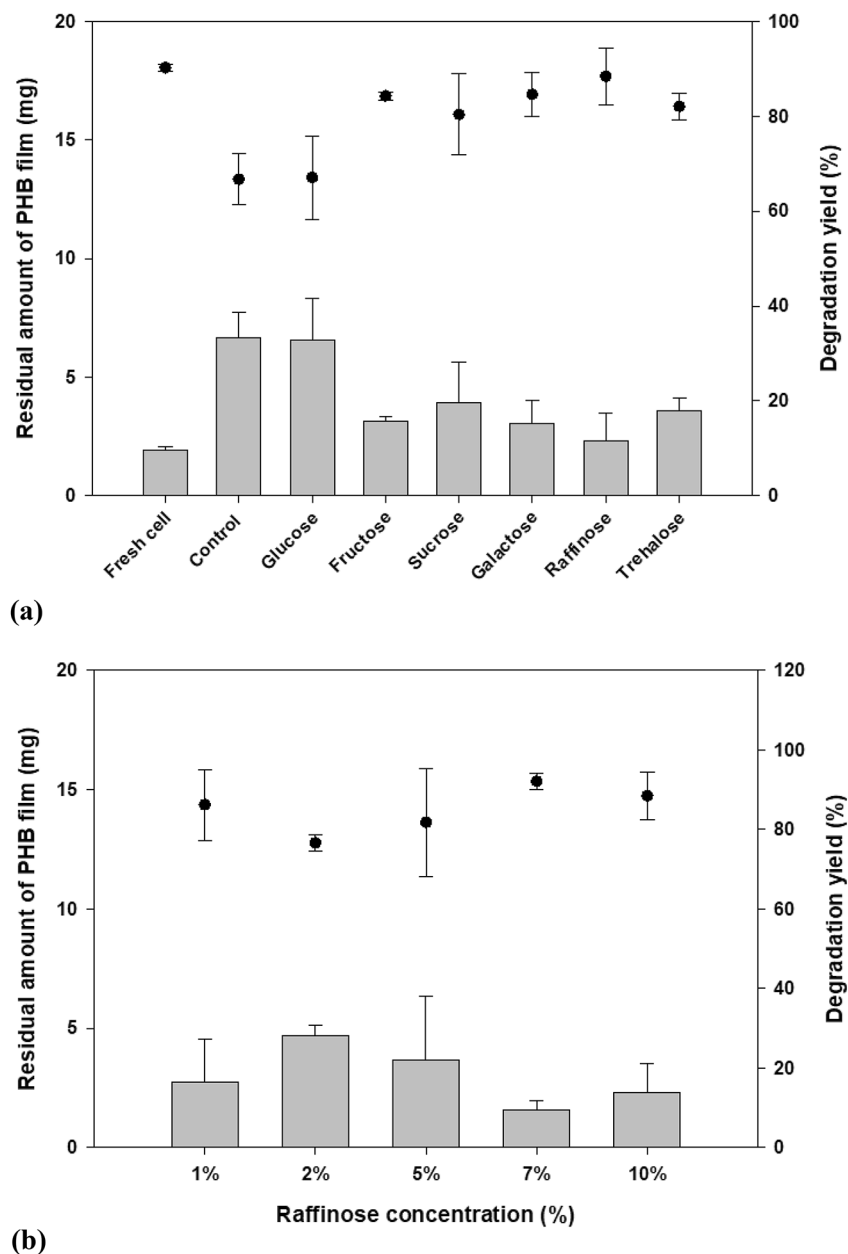 20
15
10
5
0
Residual amount of PHB film (mg)
100
80
60
40
20
0
Degradation yield (%)
Fresh cell
Control
Glucose
Fructose
Sucrose
Galactose
Raffinose
Trehalose
(a)
20
15
10
5
0
Residual amount of PHB film (mg)
120
100
80
60
40
20
0
Degradation yield (%)
1%
2%
5%
7%
10%
Raffinose concentration (%)
(b)